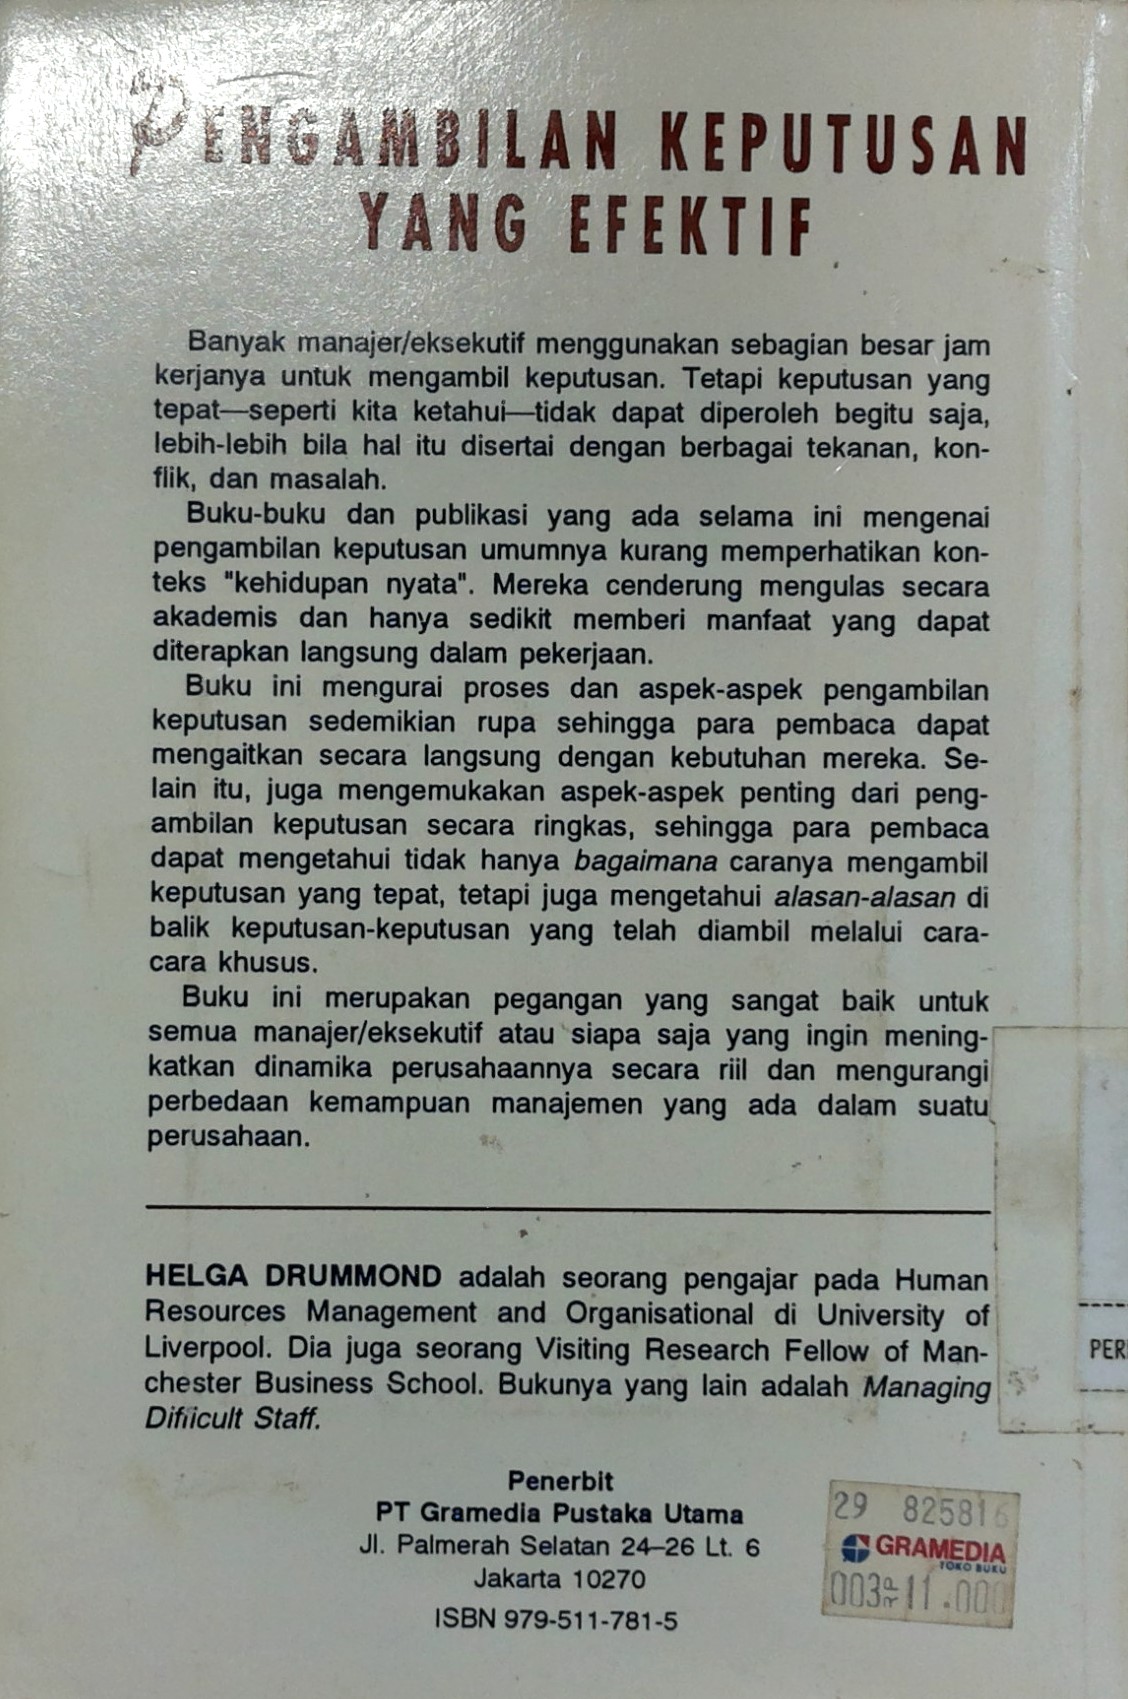 PENGAMBILAN KEPUTUSAN
YANG EFEKTIF
Banyak manajer/eksekutif menggunakan sebagian besar jam
kerjanya untuk mengambil keputusan. Tetapi keputusan yang
tepat—seperti kita ketahui—tidak dapat diperoleh begitu saja,
lebih-lebih bila hal itu disertai dengan berbagai tekanan, kon-
flik, dan masalah.
Buku-buku dan publikasi yang ada selama ini mengenai
pengambilan keputusan umumnya kurang memperhatikan kon-
teks "kehidupan nyata". Mereka cenderung mengulas secara
akademis dan hanya sedikit memberi manfaat yang dapat
diterapkan langsung dalam pekerjaan.
Buku ini mengurai proses dan aspek-aspek pengambilan
keputusan sedemikian rupa sehingga para pembaca dapat
mengaitkan secara langsung dengan kebutuhan mereka. Se-
lain itu, juga mengemukakan aspek-aspek penting dari peng-
ambilan keputusan secara ringkas, sehingga para pembaca
dapat mengetahui tidak hanya bagaimana caranya mengambil
keputusan yang tepat, tetapi juga mengetahui alasan-alasan di
balik keputusan-keputusan yang telah diambil melalui cara-
cara khusus.
Buku ini merupakan pegangan yang sangat baik untuk
semua manajer/eksekutif atau siapa saja yang ingin mening-
katkan dinamika perusahaannya secara riil dan mengurangi
perbedaan kemampuan manajemen yang ada dalam suatu
perusahaan.
HELGA DRUMMOND adalah seorang pengajar pada Human
Resources Management and Organisational di University of
Liverpool. Dia juga seorang Visiting Research Fellow of Man-
chester Business School. Bukunya yang lain adalah Managing
Difficult Staff.
Penerbit
PT Gramedia Pustaka Utama
Jl. Palmerah Selatan 24–26 Lt. 6
Jakarta 10270
ISBN 979-511-781-5
29 825816
GRAMEDIA
TOKO BUKU
11.000
PER